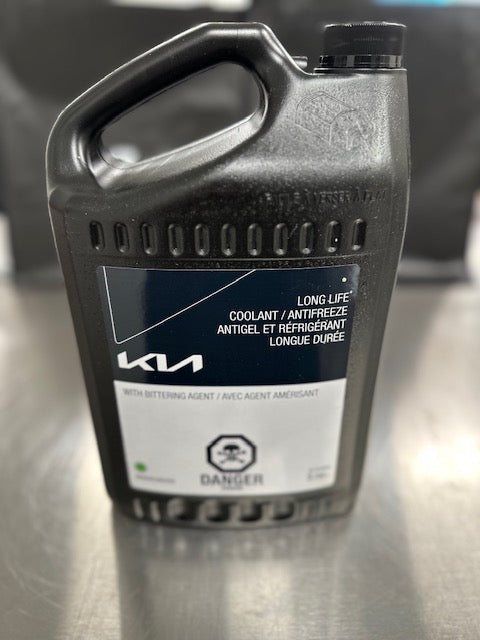 LONG LIFE
COOLANT / ANTIFREEZE
ANTIGEL ET RÉFRIGÉRANT
LONGUE DURÉE
KIA
WITH BITTERING AGENT / AVEC AGENT AMÉRISANT
DANGER